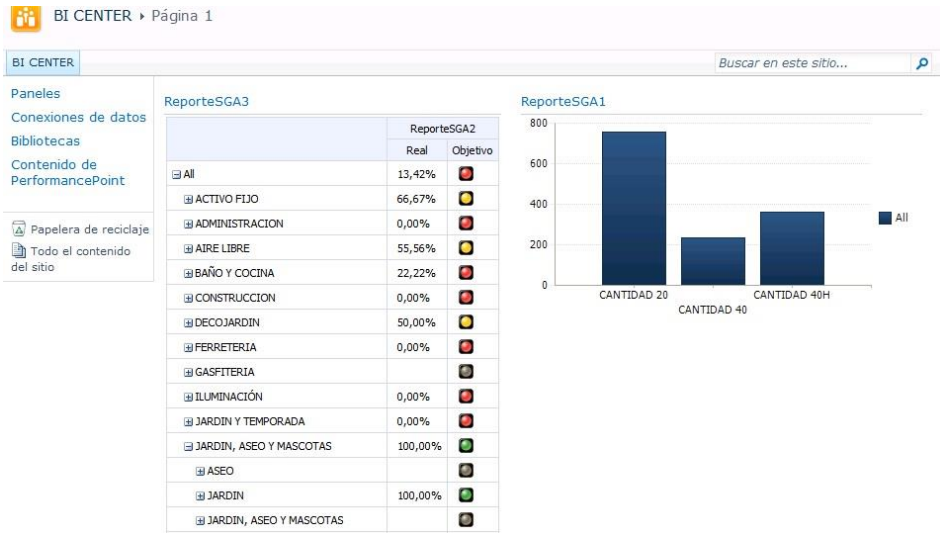 BI CENTER ▸ Página 1
BI CENTER
Buscar en este sitio...
Paneles
Conexiones de datos
Bibliotecas
Contenido de
PerformancePoint
Papelera de reciclaje
Todo el contenido
del sitio
ReporteSGA3
ReporteSGA2
Real Objetivo
All 13,42%
ACTIVO FIJO 66,67%
ADMINISTRACION 0,00%
AIRE LIBRE 55,56%
BAÑO Y COCINA 22,22%
CONSTRUCCION 0,00%
DECOJARDIN 50,00%
FERRETERIA 0,00%
GASFITERIA
ILUMINACIÓN 0,00%
JARDIN Y TEMPORADA 0,00%
JARDIN, ASEO Y MASCOTAS 100,00%
ASEO
JARDIN 100,00%
JARDIN, ASEO Y MASCOTAS
ReporteSGA1
800
600
400
200
0
CANTIDAD 20
CANTIDAD 40
CANTIDAD 40H
All